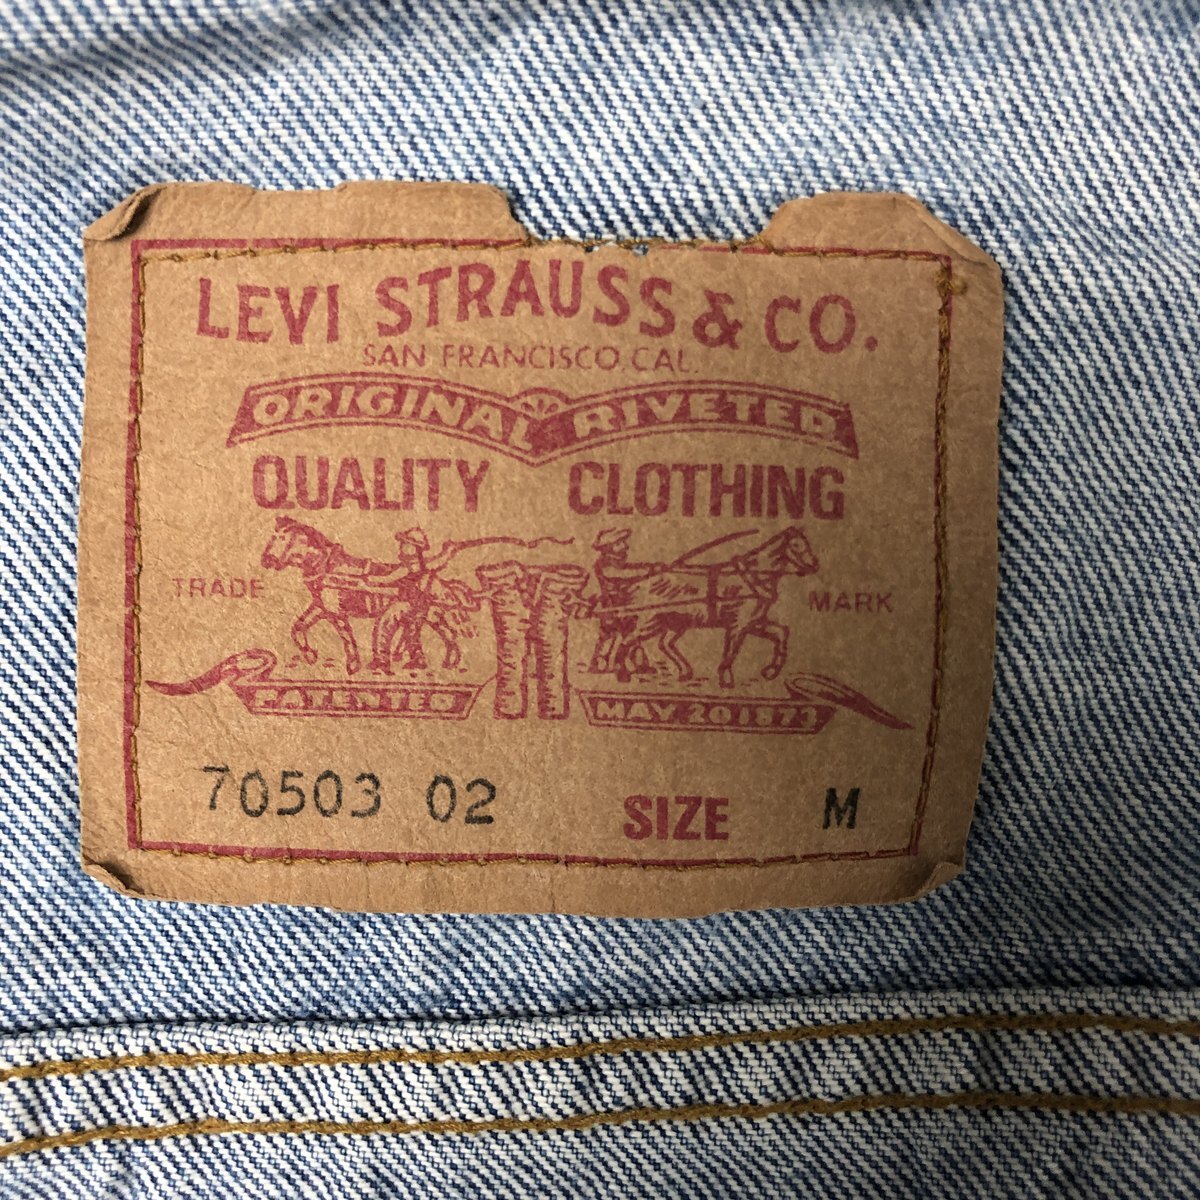 LEVI STRAUSS & CO.
SAN FRANCISCO, CAL.
ORIGINAL RIVETED
QUALITY CLOTHING
TRADE MARK
PATENTED MAY 20 1873
70503 02 SIZE M